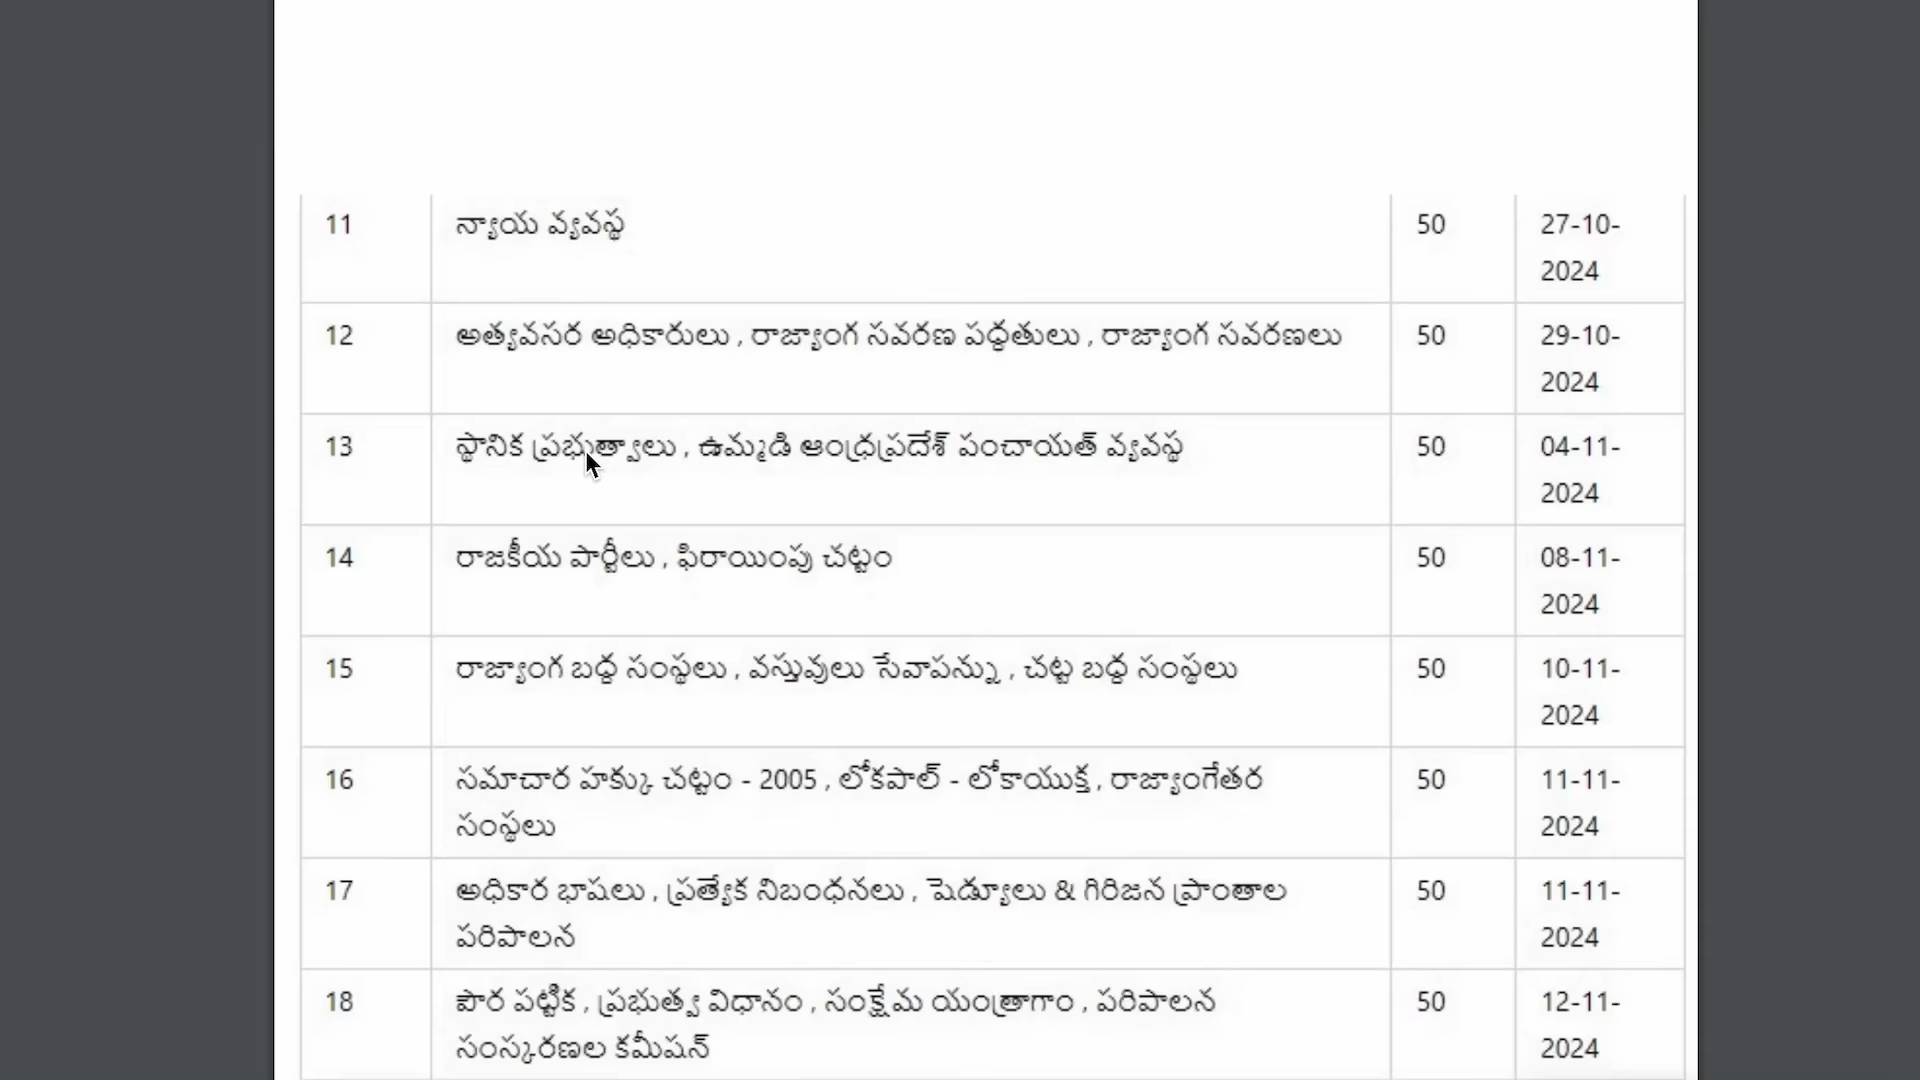 11 న్యాయ వ్యవస్థ 50 27-10-
2024
12 అత్యవసర అధికారులు , రాజ్యాంగ సవరణ పద్ధతులు , రాజ్యాంగ సవరణలు 50 29-10-
2024
13 స్థానిక ప్రభుత్వాలు , ఉమ్మడి ఆంధ్రప్రదేశ్ పంచాయత్ వ్యవస్థ 50 04-11-
2024
14 రాజకీయ పార్టీలు , ఫిరాయింపు చట్టం 50 08-11-
2024
15 రాజ్యాంగ బద్ధ సంస్థలు , వస్తువులు సేవాపన్ను , చట్ట బద్ధ సంస్థలు 50 10-11-
2024
16 సమాచార హక్కు చట్టం - 2005 , లోకపాల్ - లోకాయుక్త , రాజ్యాంగేతర 50 11-11-
సంస్థలు 2024
17 అధికార భాషలు , ప్రత్యేక నిబంధనలు , షెడ్యూలు & గిరిజన ప్రాంతాల 50 11-11-
పరిపాలన 2024
18 పౌర పట్టిక , ప్రభుత్వ విధానం , సంక్షేమ యంత్రాగాం , పరిపాలన 50 12-11-
సంస్కరణల కమీషన్ 2024